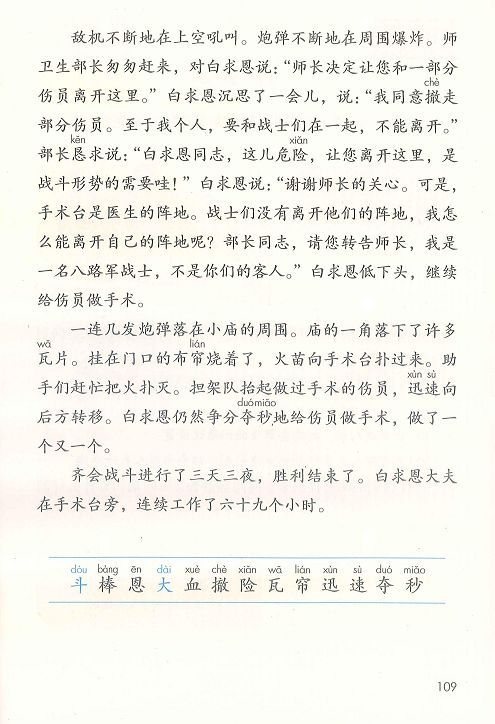 敌机不断地在上空吼叫。炮弹不断地在周围爆炸。师
卫生部长匆匆赶来，对白求恩说：“师长决定让您和一部分
chè
伤员离开这里。”白求恩沉思了一会儿，说：“我同意撤走
部分伤员。至于我个人，要和战士们在一起，不能离开。”
kěn xiǎn
部长恳求说：“白求恩同志，这儿危险，让您离开这里，是
战斗形势的需要哇！”白求恩说：“谢谢师长的关心。可是，
手术台是医生的阵地。战士们没有离开他们的阵地，我怎
么能离开自己的阵地呢？部长同志，请您转告师长，我是
一名八路军战士，不是你们的客人。”白求恩低下头，继续
给伤员做手术。
一连几发炮弹落在小庙的周围。庙的一角落下了许多
wǎ lián
瓦片。挂在门口的布帘烧着了，火苗向手术台扑过来。助
xùn sù
手们赶忙把火扑灭。担架队抬起做过手术的伤员，迅速向
duó miǎo
后方转移。白求恩仍然争分夺秒地给伤员做手术，做了一
个又一个。
齐会战斗进行了三天三夜，胜利结束了。白求恩大夫
在手术台旁，连续工作了六十九个小时。
dòu bàng ēn dài xuè chè xiǎn wǎ lián xùn sù duó miǎo
斗 棒 恩 大 血 撤 险 瓦 帘 迅 速 夺 秒
109